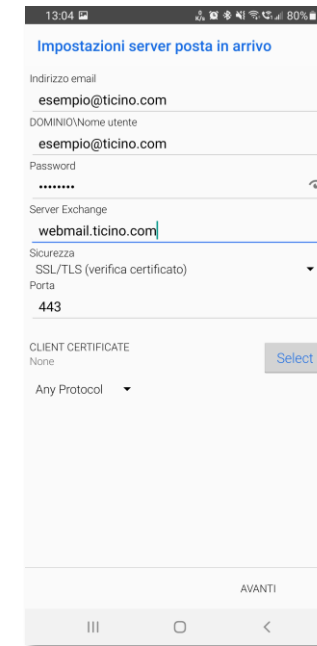 13:04 80%
Impostazioni server posta in arrivo
Indirizzo email
esempio@ticino.com
DOMINIO\Nome utente
esempio@ticino.com
Password
••••••••
Server Exchange
webmail.ticino.com
Sicurezza
SSL/TLS (verifica certificato)
Porta
443
CLIENT CERTIFICATE
None
Select
Any Protocol
AVANTI